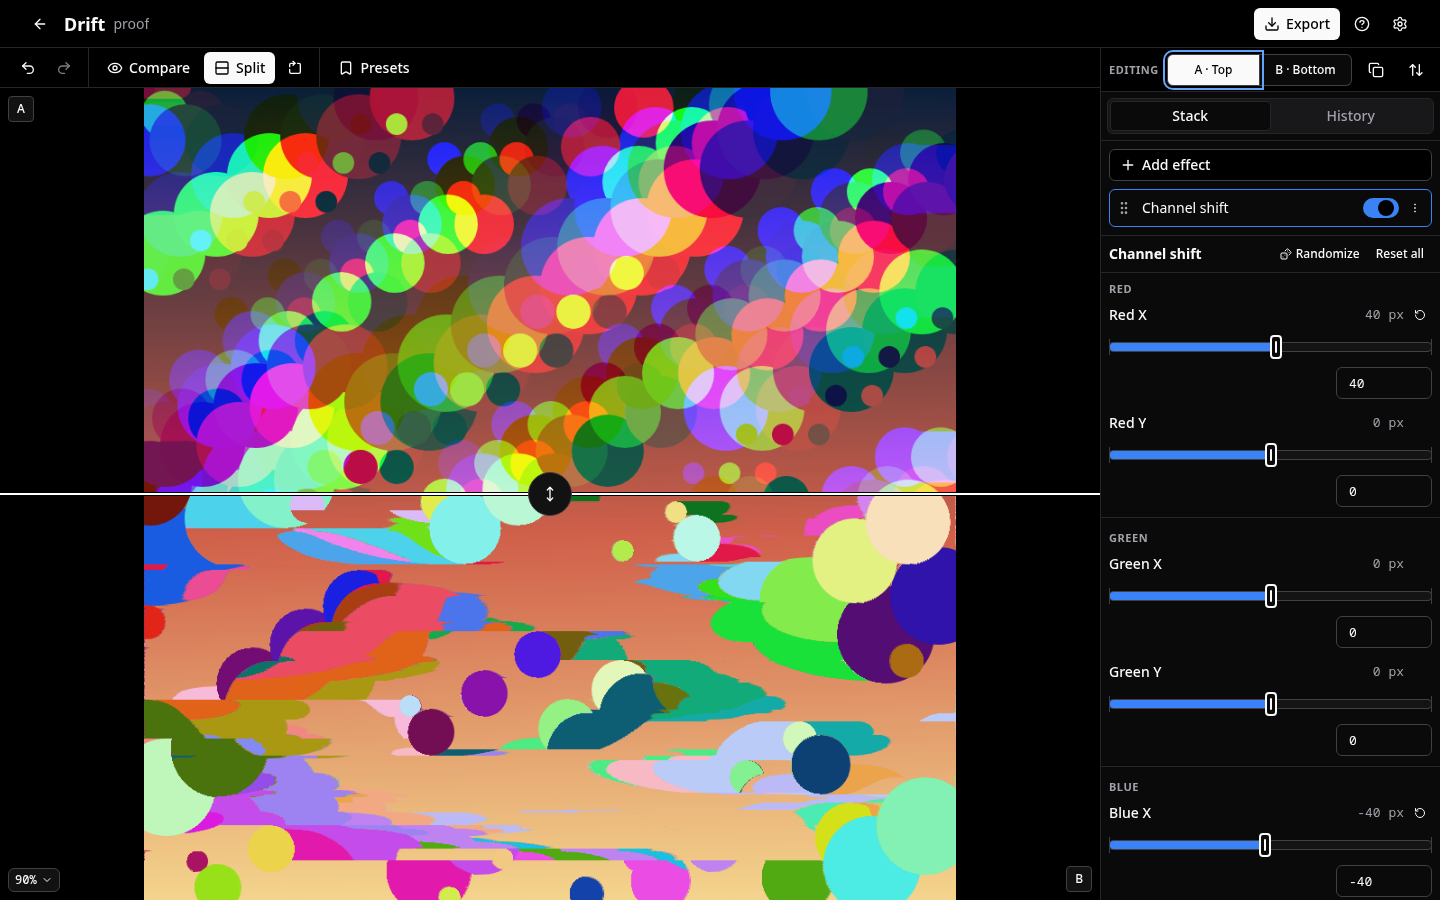 Drift proof
Export
Compare
Split
Presets
EDITING
A · Top
B · Bottom
A
Stack
History
Add effect
Channel shift
Channel shift
Randomize
Reset all
RED
Red X
40 px
40
Red Y
0 px
0
GREEN
Green X
0 px
0
Green Y
0 px
0
BLUE
Blue X
-40 px
-40
90%
B